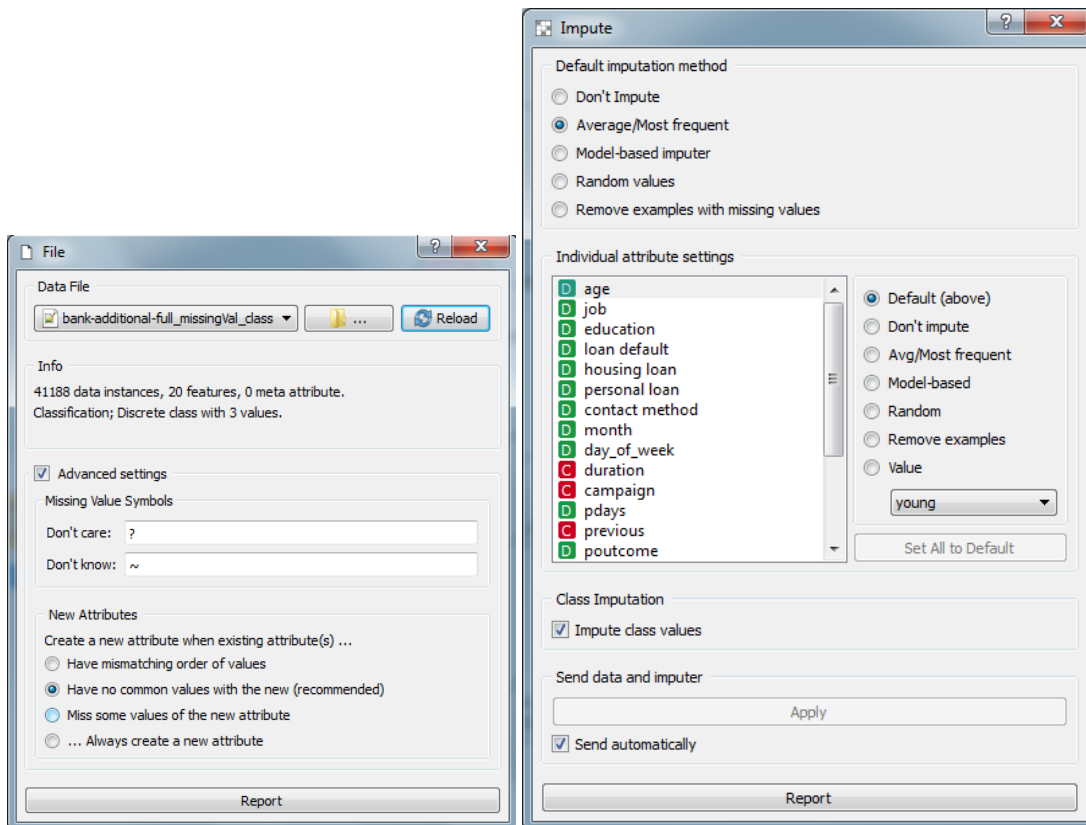 File
Data File
bank-additional-full_missingVal_class
...
Reload
Info
41188 data instances, 20 features, 0 meta attribute.
Classification; Discrete class with 3 values.
Advanced settings
Missing Value Symbols
Don't care: ?
Don't know: ~
New Attributes
Create a new attribute when existing attribute(s) ...
Have mismatching order of values
Have no common values with the new (recommended)
Miss some values of the new attribute
... Always create a new attribute
Report
Impute
Default imputation method
Don't Impute
Average/Most frequent
Model-based imputer
Random values
Remove examples with missing values
Individual attribute settings
D age
D job
D education
D loan default
D housing loan
D personal loan
D contact method
D month
D day_of_week
C duration
C campaign
D pdays
C previous
D poutcome
Default (above)
Don't impute
Avg/Most frequent
Model-based
Random
Remove examples
Value
young
Set All to Default
Class Imputation
Impute class values
Send data and imputer
Apply
Send automatically
Report